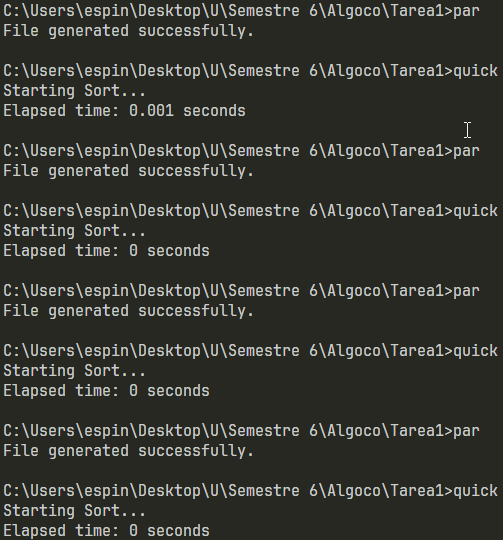 C:\Users\espin\Desktop\U\Semestre 6\Algoco\Tarea1>par
File generated successfully.
C:\Users\espin\Desktop\U\Semestre 6\Algoco\Tarea1>quick
Starting Sort...
Elapsed time: 0.001 seconds
C:\Users\espin\Desktop\U\Semestre 6\Algoco\Tarea1>par
File generated successfully.
C:\Users\espin\Desktop\U\Semestre 6\Algoco\Tarea1>quick
Starting Sort...
Elapsed time: 0 seconds
C:\Users\espin\Desktop\U\Semestre 6\Algoco\Tarea1>par
File generated successfully.
C:\Users\espin\Desktop\U\Semestre 6\Algoco\Tarea1>quick
Starting Sort...
Elapsed time: 0 seconds
C:\Users\espin\Desktop\U\Semestre 6\Algoco\Tarea1>par
File generated successfully.
C:\Users\espin\Desktop\U\Semestre 6\Algoco\Tarea1>quick
Starting Sort...
Elapsed time: 0 seconds